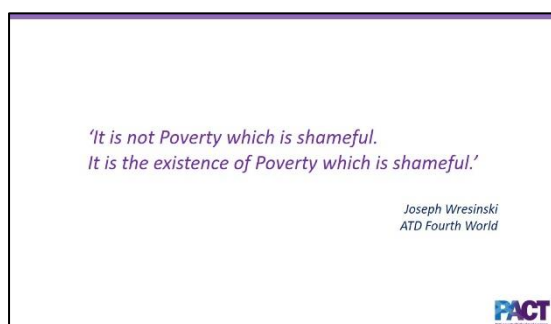 ‘It is not Poverty which is shameful.
It is the existence of Poverty which is shameful.’
Joseph Wresinski
ATD Fourth World
PACT